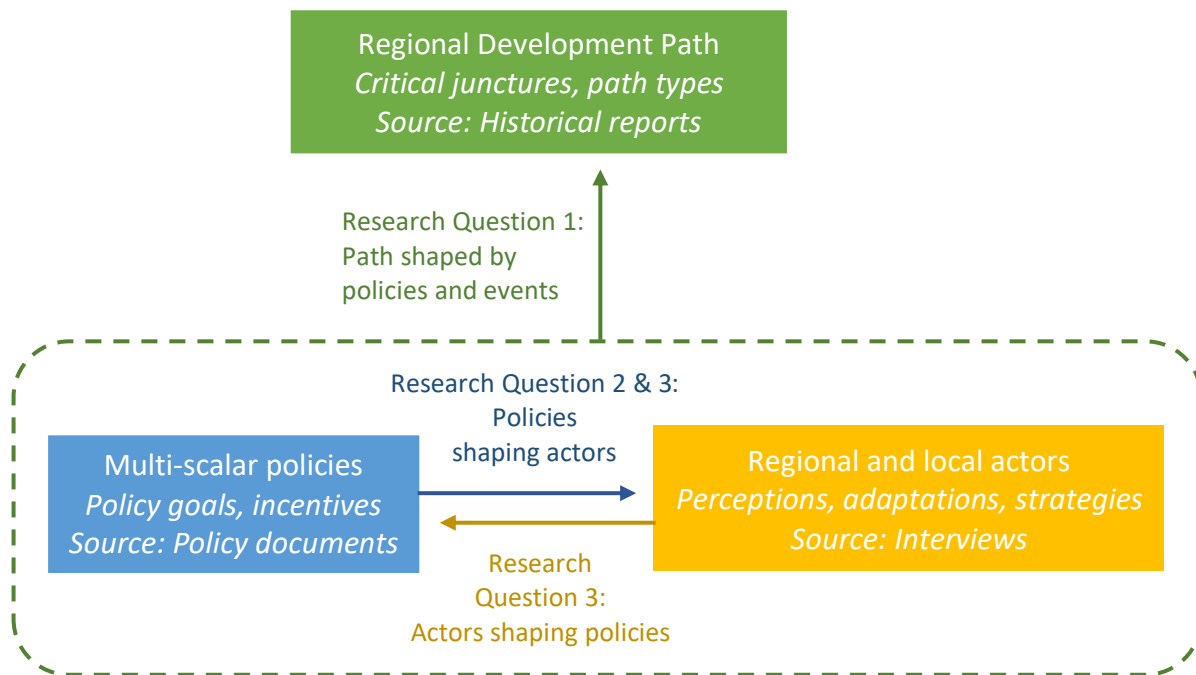 Regional Development Path
Critical junctures, path types
Source: Historical reports
Research Question 1:
Path shaped by
policies and events
Research Question 2 & 3:
Policies
shaping actors
Multi-scalar policies
Policy goals, incentives
Source: Policy documents
Regional and local actors
Perceptions, adaptations, strategies
Source: Interviews
Research
Question 3:
Actors shaping policies